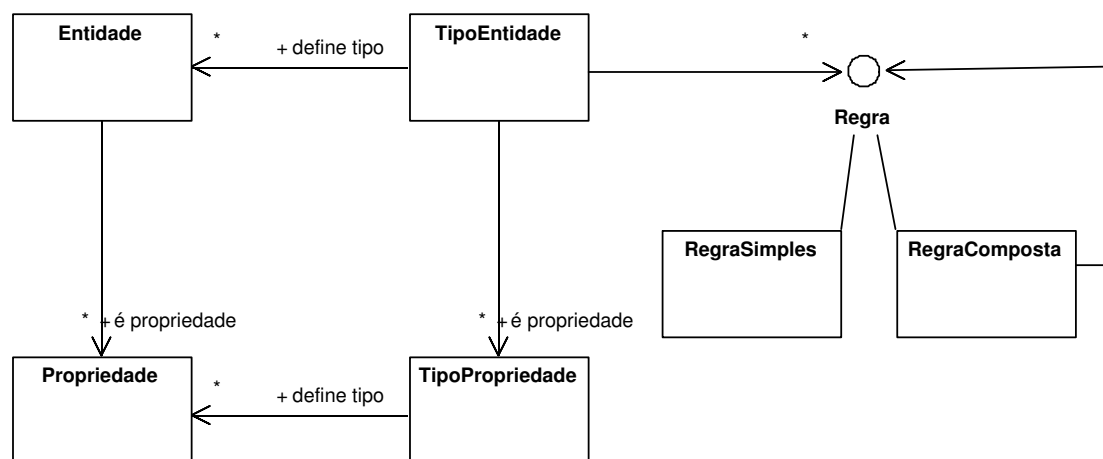 Entidade
*
+ define tipo
TipoEntidade
*
Regra
RegraSimples
RegraComposta
* + é propriedade
* + é propriedade
Propriedade
*
+ define tipo
TipoPropriedade